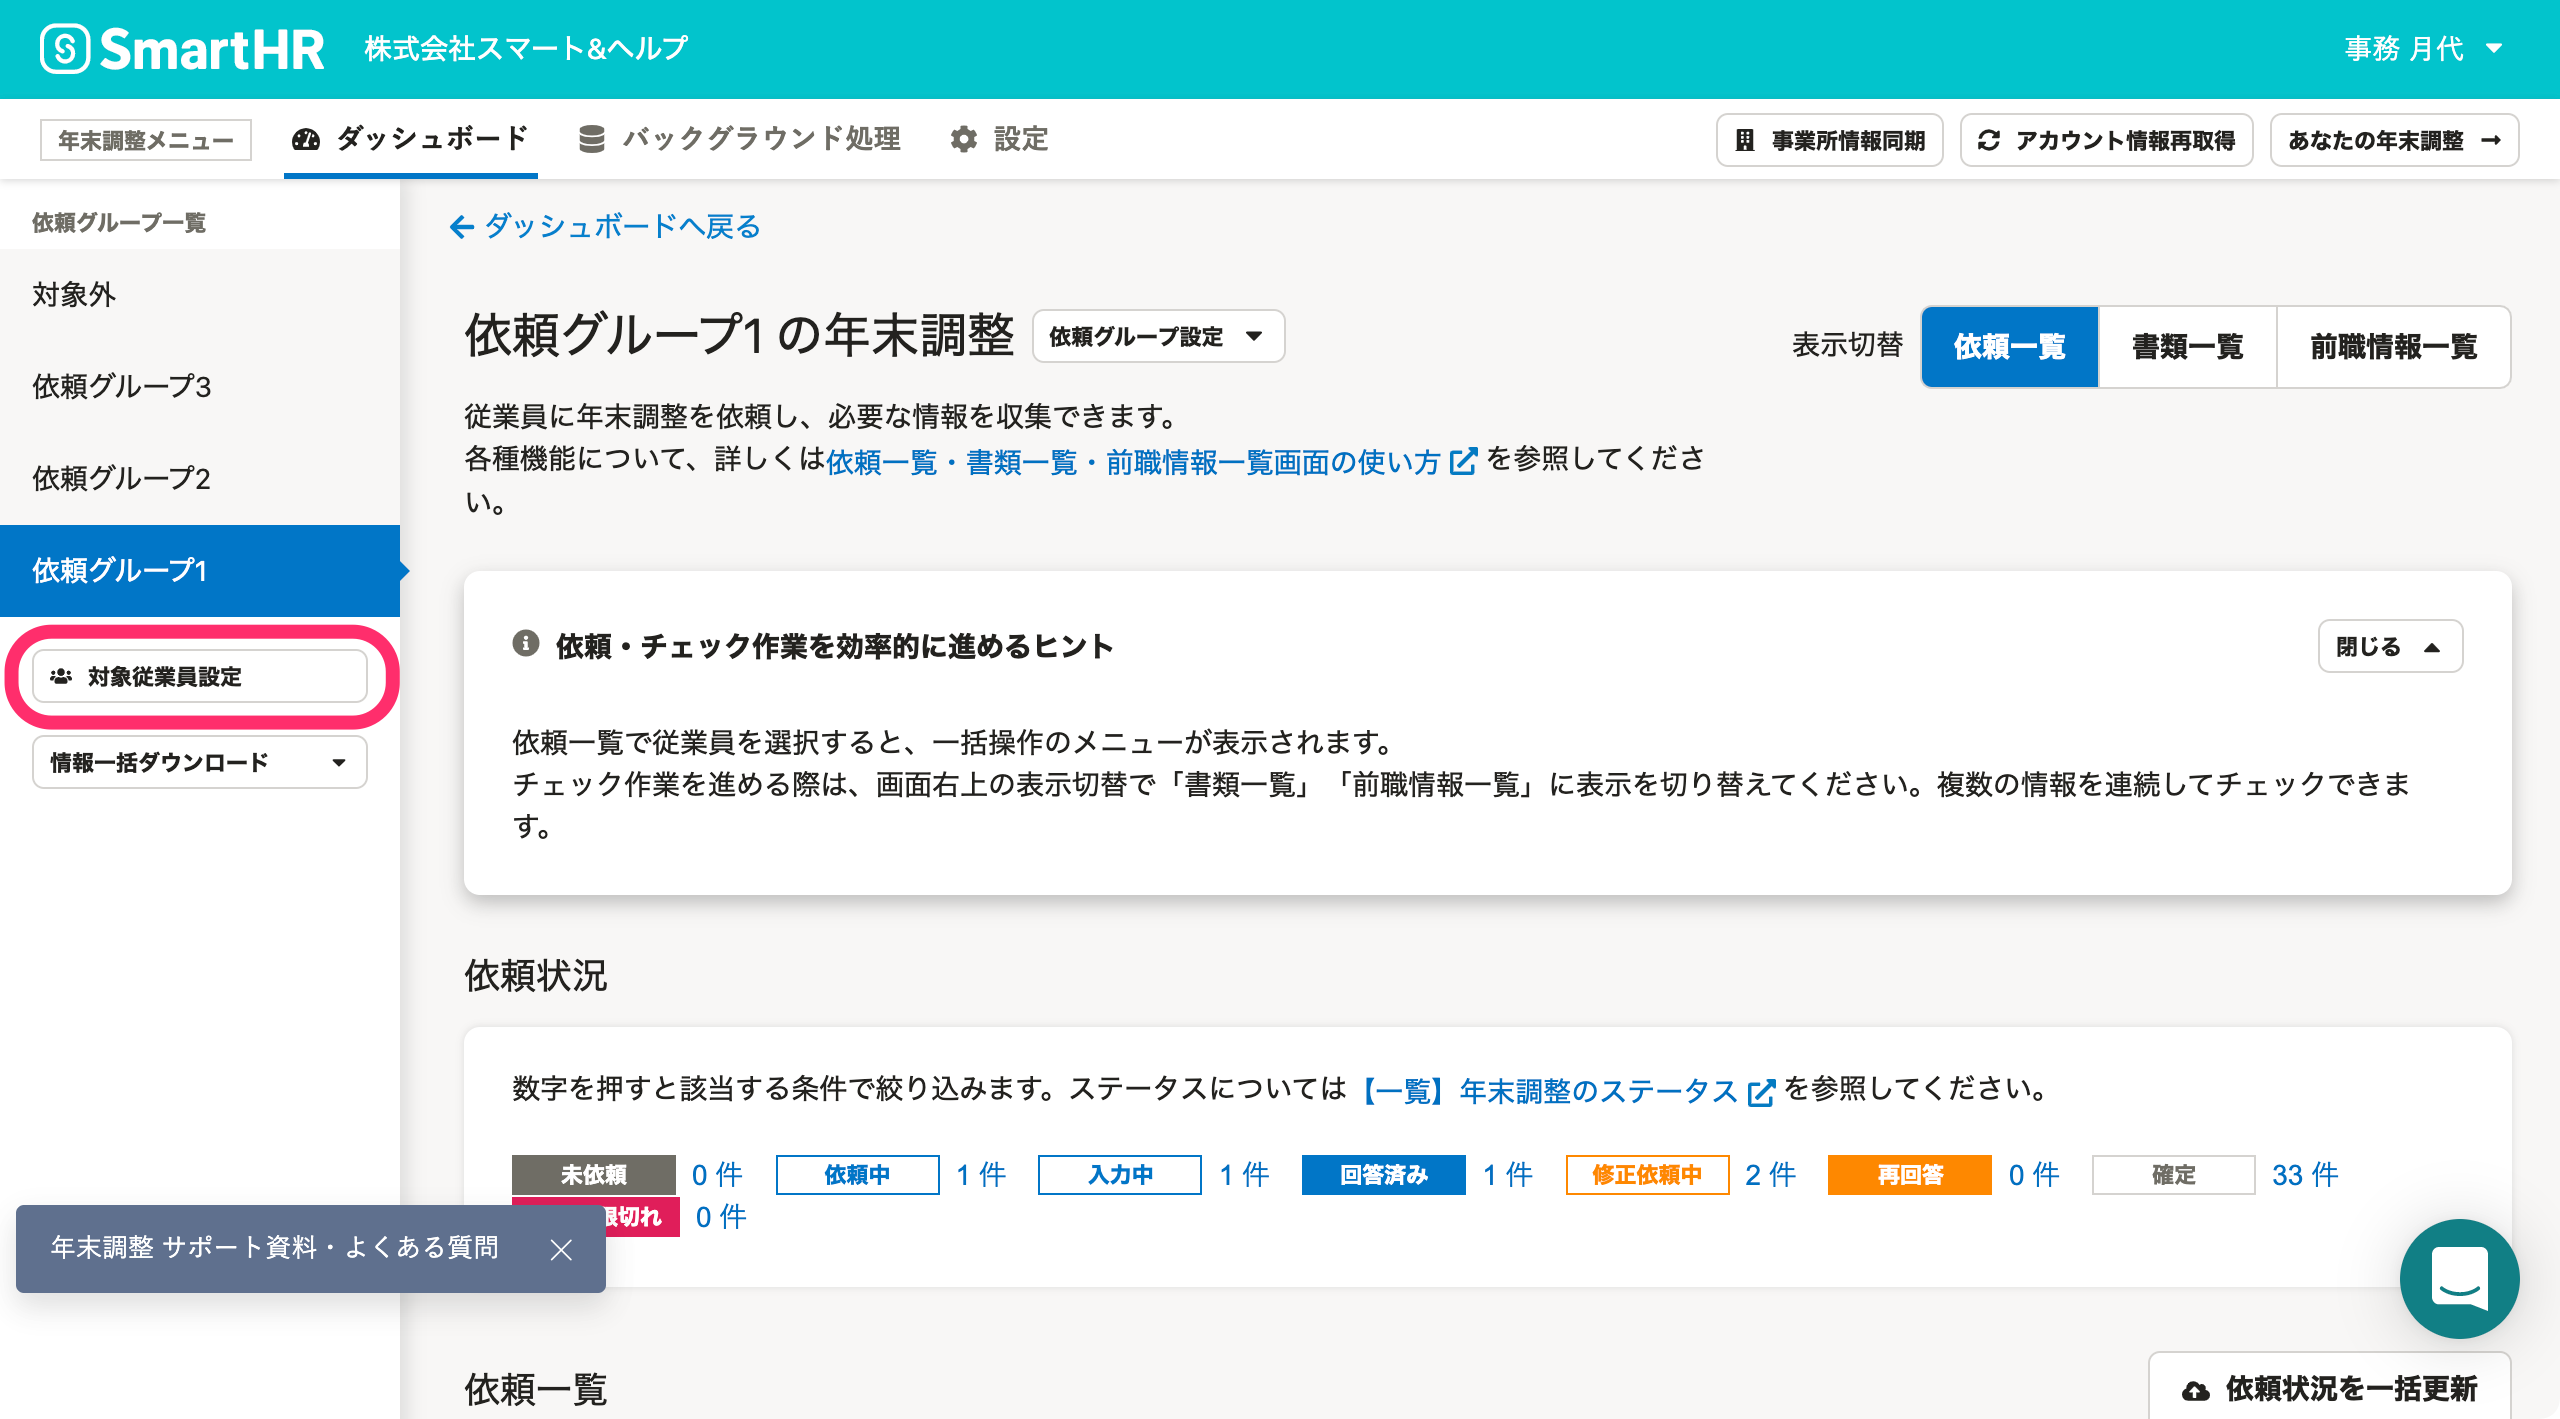 SmartHR 株式会社スマート&ヘルプ 事務 月代
年末調整メニュー ダッシュボード バックグラウンド処理 設定 事業所情報同期 アカウント情報再取得 あなたの年末調整
依頼グループ一覧
対象外
依頼グループ3
依頼グループ2
依頼グループ1
対象従業員設定
情報一括ダウンロード
ダッシュボードへ戻る
依頼グループ1 の年末調整 依頼グループ設定
表示切替 依頼一覧 書類一覧 前職情報一覧
従業員に年末調整を依頼し、必要な情報を収集できます。
各種機能について、詳しくは依頼一覧・書類一覧・前職情報一覧画面の使い方 を参照してくださ
い。
依頼・チェック作業を効率的に進めるヒント 閉じる
依頼一覧で従業員を選択すると、一括操作のメニューが表示されます。
チェック作業を進める際は、画面右上の表示切替で「書類一覧」「前職情報一覧」に表示を切り替えてください。複数の情報を連続してチェックできま
す。
依頼状況
数字を押すと該当する条件で絞り込みます。ステータスについては【一覧】年末調整のステータス を参照してください。
未依頼 0 件 依頼中 1 件 入力中 1 件 回答済み 1 件 修正依頼中 2 件 再回答 0 件 確定 33 件
切れ 0 件
年末調整 サポート資料・よくある質問
依頼一覧 依頼状況を一括更新